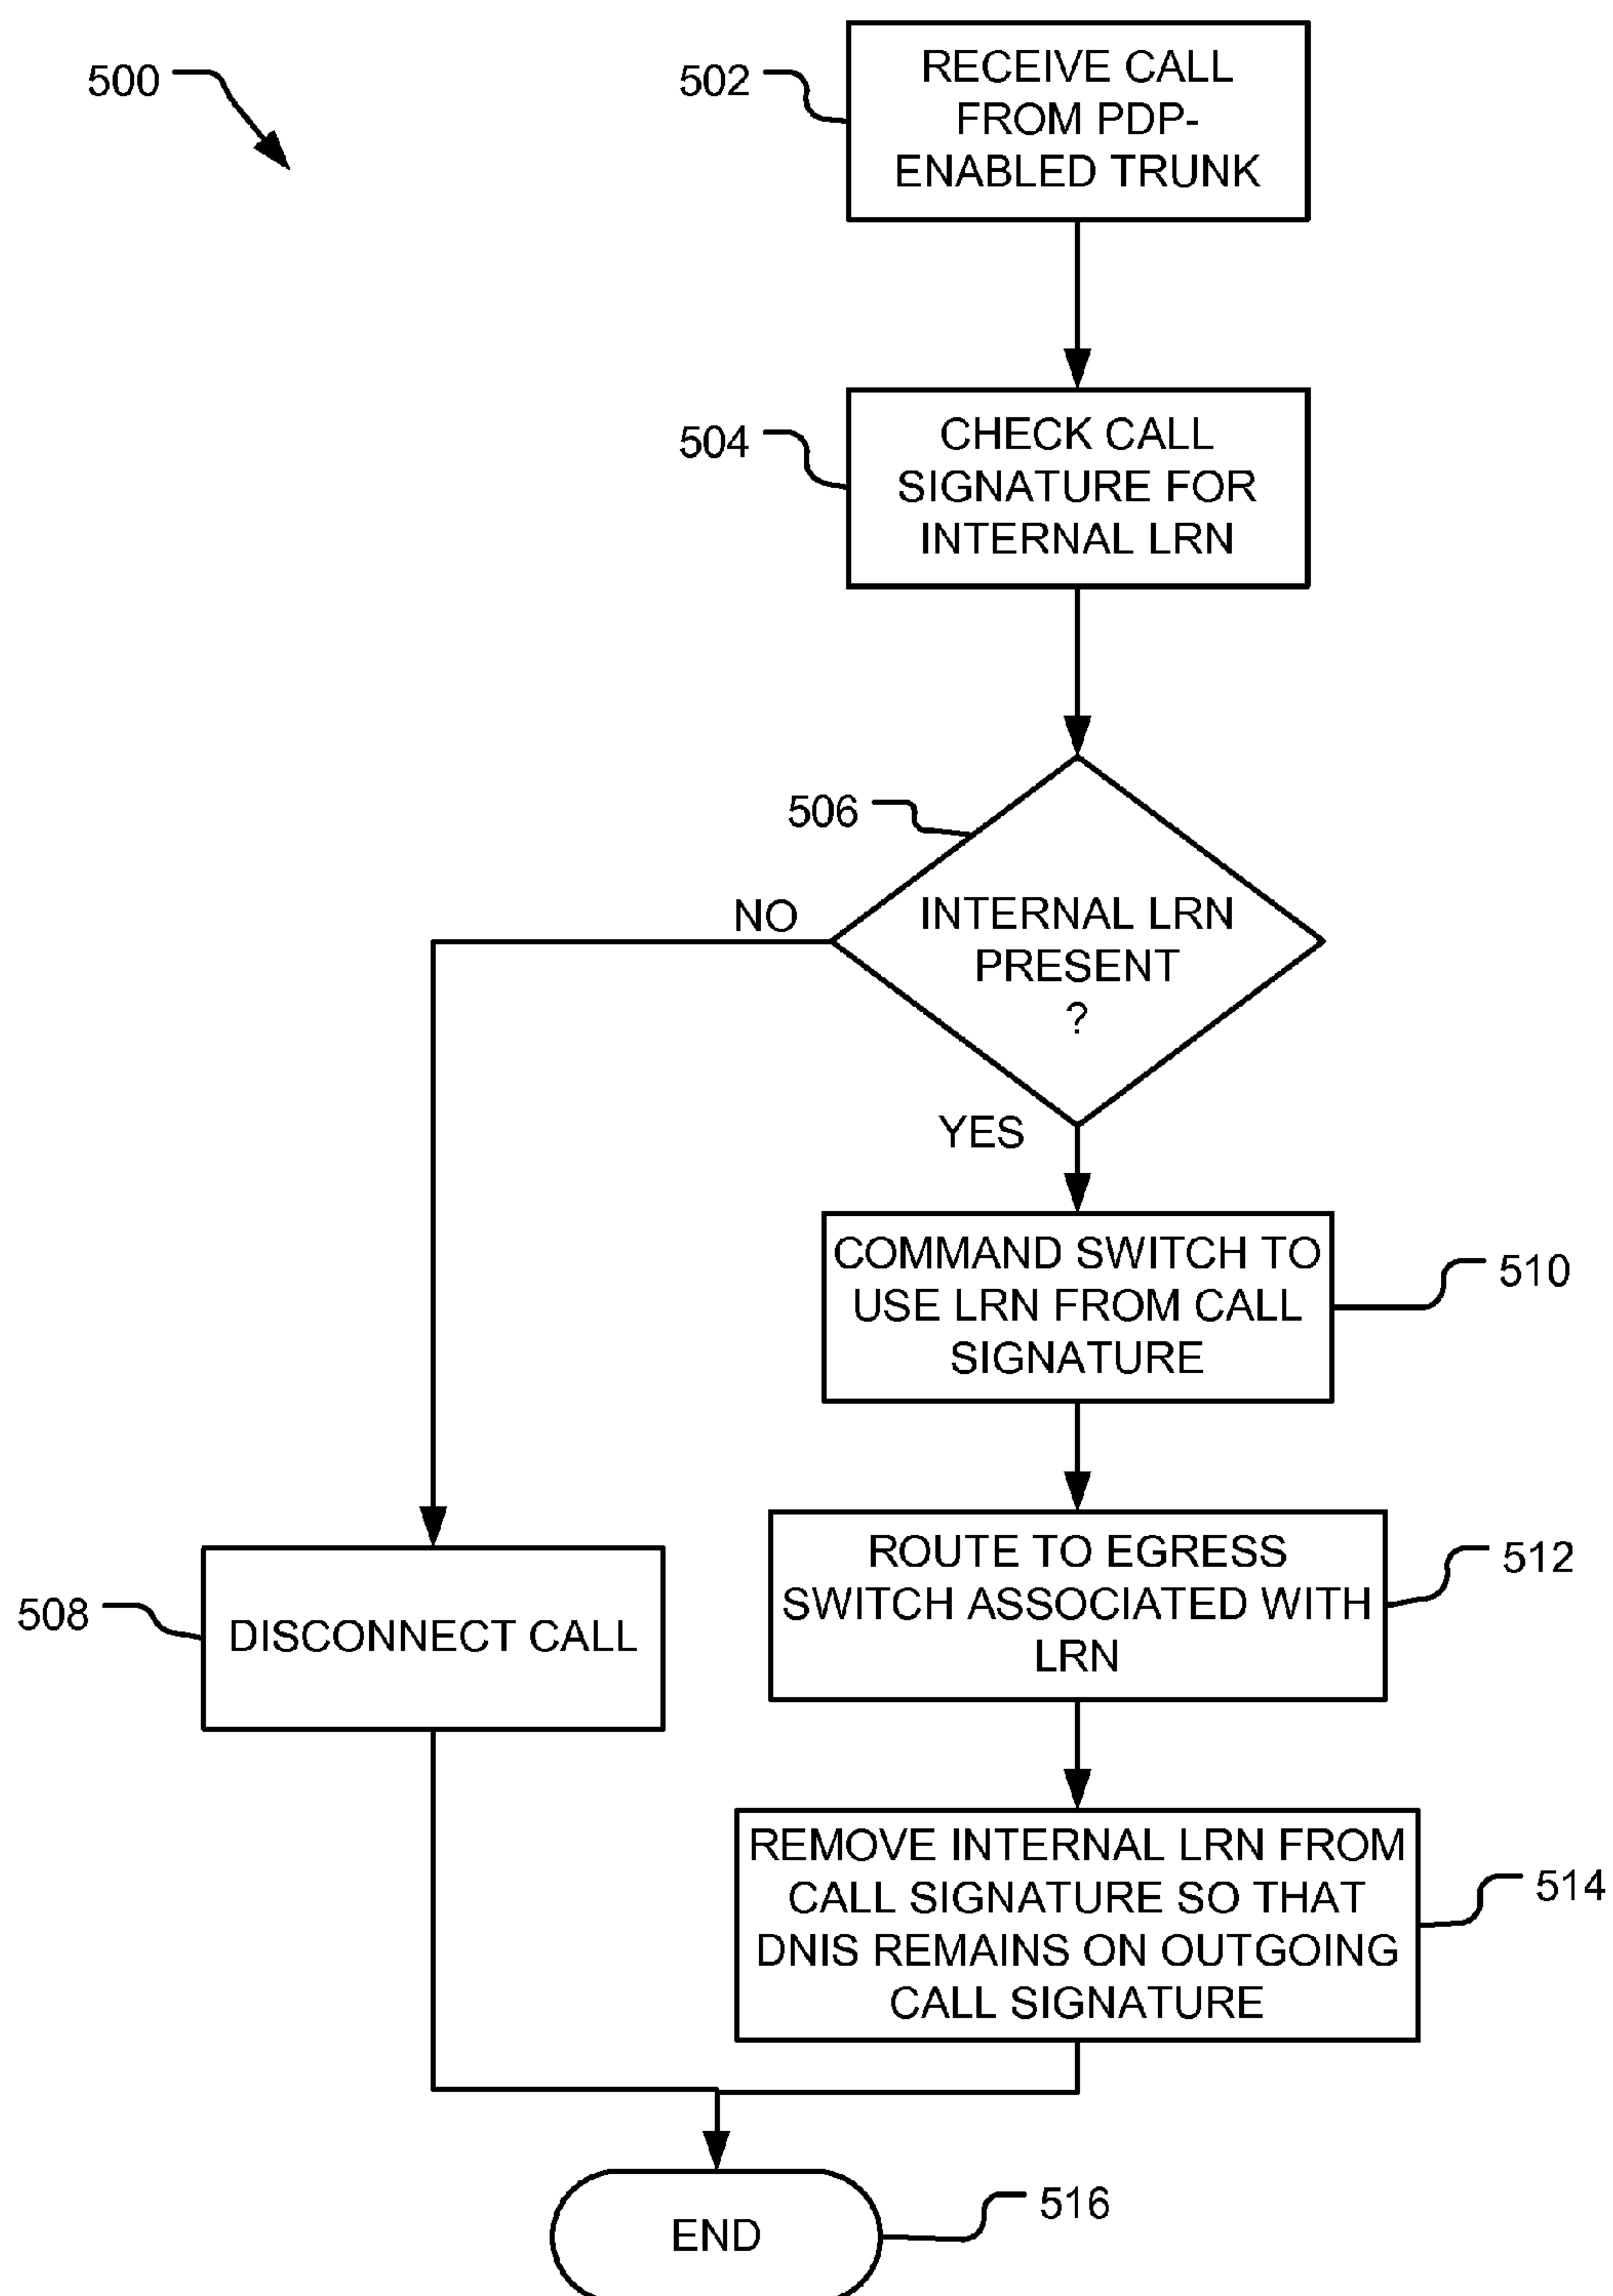 500
502
RECEIVE CALL
FROM PDP-
ENABLED TRUNK
504
CHECK CALL
SIGNATURE FOR
INTERNAL LRN
506
INTERNAL LRN
PRESENT
?
NO
YES
COMMAND SWITCH TO
USE LRN FROM CALL
SIGNATURE
510
ROUTE TO EGRESS
SWITCH ASSOCIATED WITH
LRN
512
508
DISCONNECT CALL
REMOVE INTERNAL LRN FROM
CALL SIGNATURE SO THAT
DNIS REMAINS ON OUTGOING
CALL SIGNATURE
514
END
516